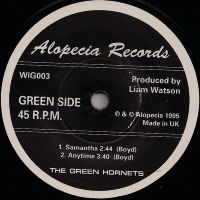 Alopecia Records
WIG003
Produced by
Liam Watson
GREEN SIDE
45 R.P.M.
℗ & © Alopecia 1995
Made in UK
1. Samantha 2:44 (Boyd)
2. Anytime 3:40 (Boyd)
THE GREEN HORNETS